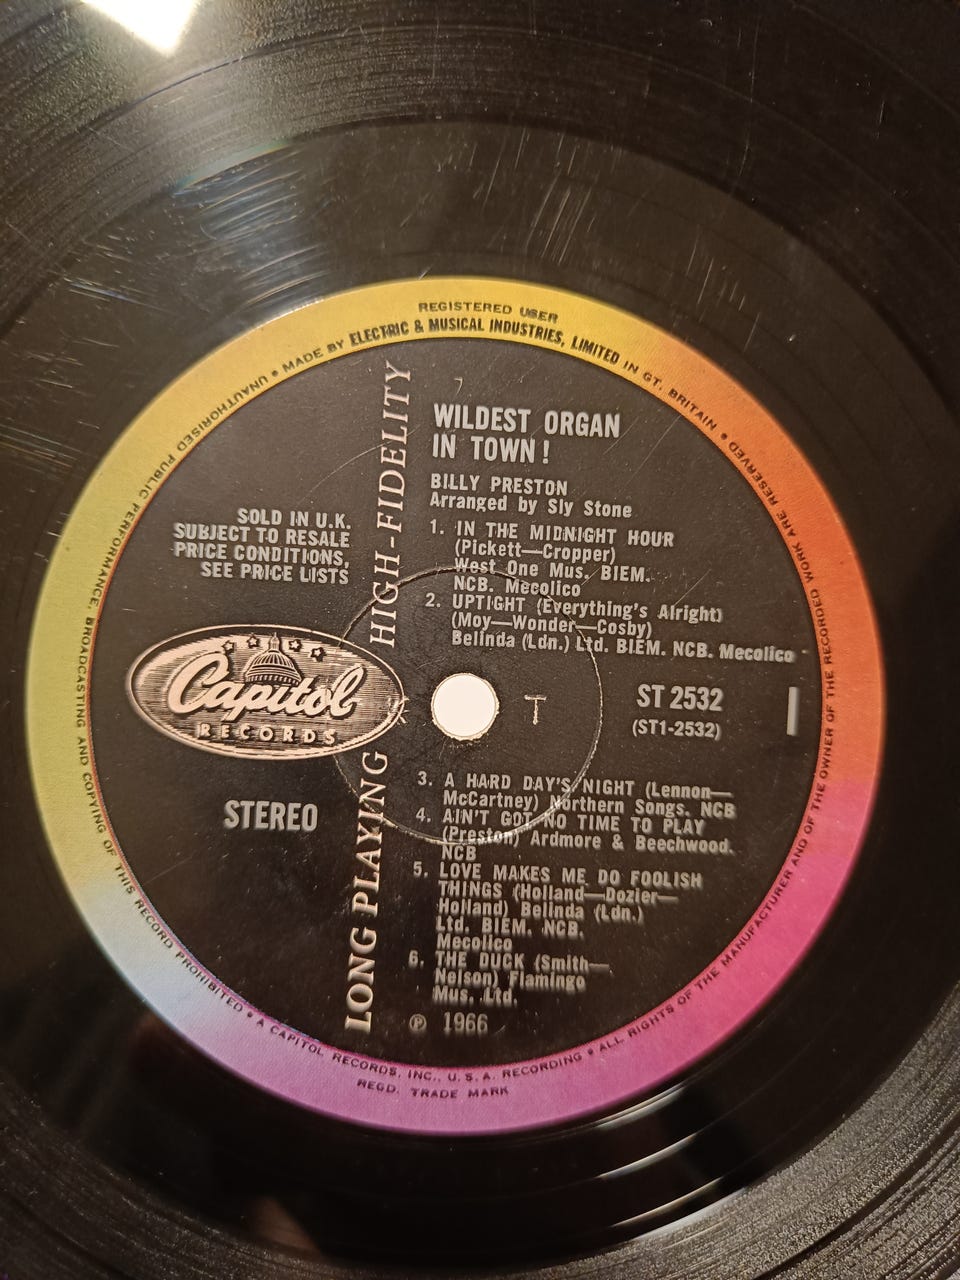 REGISTERED USER
• MADE BY ELECTRIC & MUSICAL INDUSTRIES, LIMITED IN GT. BRITAIN •
LONG PLAYING HIGH-FIDELITY
WILDEST ORGAN
IN TOWN!
BILLY PRESTON
Arranged by Sly Stone
SOLD IN U.K.
SUBJECT TO RESALE
PRICE CONDITIONS,
SEE PRICE LISTS
1. IN THE MIDNIGHT HOUR
(Pickett—Cropper)
West One Mus. BIEM.
NCB. Mecolico
2. UPTIGHT (Everything's Alright)
(Moy—Wonder—Cosby)
Belinda (Ldn.) Ltd. BIEM. NCB. Mecolico
Capitol
RECORDS
T
ST 2532
(ST1-2532)
1
STEREO
3. A HARD DAY'S NIGHT (Lennon—
McCartney) Northern Songs. NCB
4. AIN'T GOT NO TIME TO PLAY
(Preston) Ardmore & Beechwood.
NCB
5. LOVE MAKES ME DO FOOLISH
THINGS (Holland—Dozier—
Holland) Belinda (Ldn.)
Ltd. BIEM. NCB.
Mecolico
6. THE DUCK (Smith—
Nelson) Flamingo
Mus. Ltd.
℗ 1966
• A CAPITOL RECORDS, INC., U.S.A. RECORDING • ALL RIGHTS OF THE MANUFACTURER AND OF THE OWNER OF THE RECORDED WORK ARE RESERVED •
UNAUTHORISED PUBLIC PERFORMANCE, BROADCASTING AND COPYING OF THIS RECORD PROHIBITED
REGD. TRADE MARK